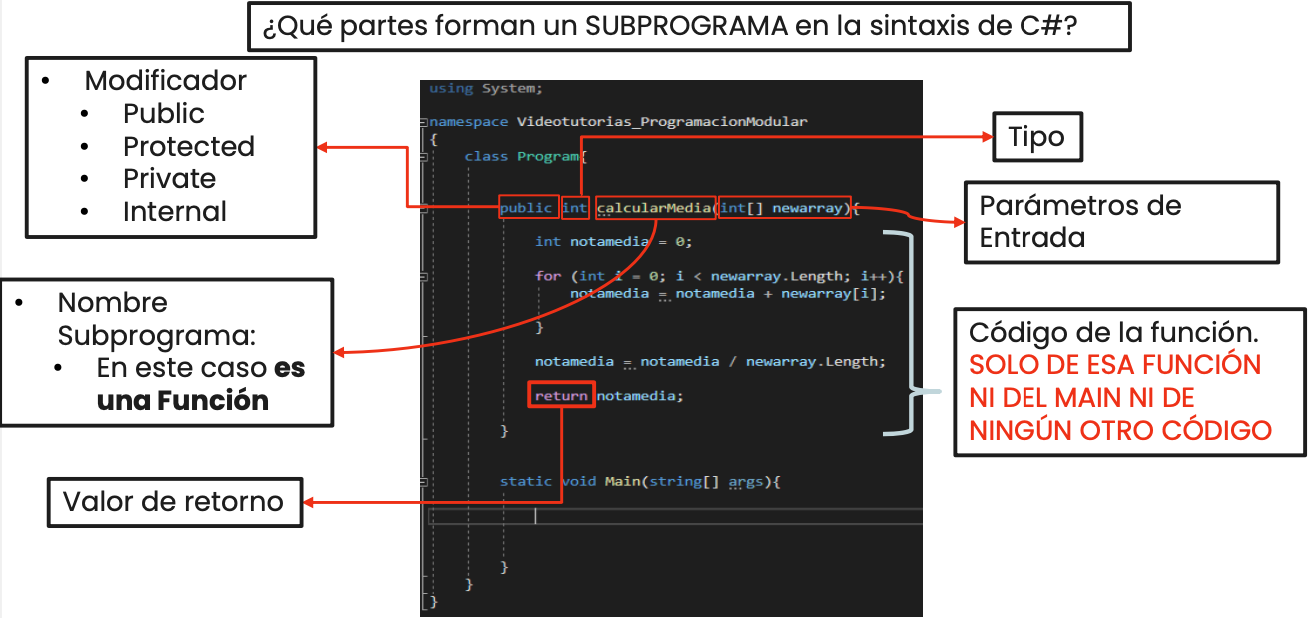 ¿Qué partes forman un SUBPROGRAMA en la sintaxis de C#?
• Modificador
• Public
• Protected
• Private
• Internal
• Nombre
Subprograma:
• En este caso es
una Función
Valor de retorno
using System;
namespace Videotutorias_ProgramacionModular
{
class Program{
public int calcularMedia(int[] newarray){
int notamedia = 0;
for (int i = 0; i < newarray.Length; i++){
notamedia = notamedia + newarray[i];
}
notamedia = notamedia / newarray.Length;
return notamedia;
}
static void Main(string[] args){
}
}
}
Tipo
Parámetros de
Entrada
Código de la función.
SOLO DE ESA FUNCIÓN
NI DEL MAIN NI DE
NINGÚN OTRO CÓDIGO